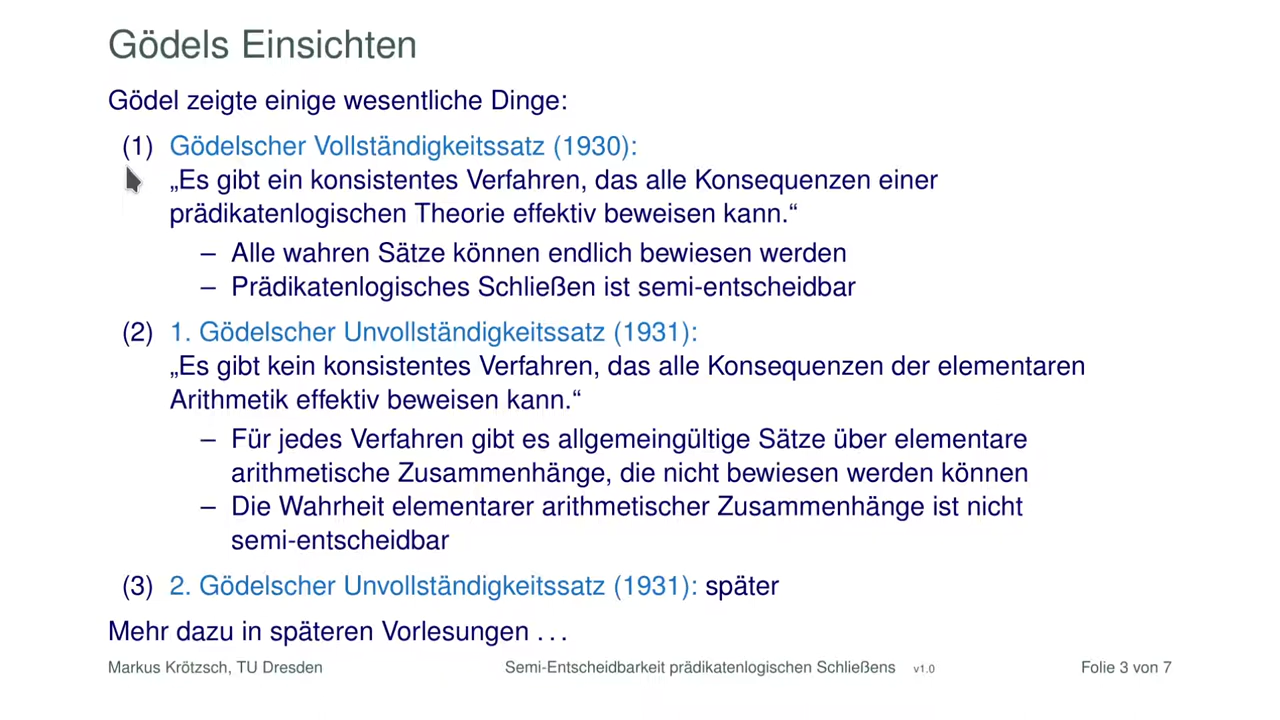 Gödels Einsichten
Gödel zeigte einige wesentliche Dinge:
(1) Gödelscher Vollständigkeitssatz (1930):
„Es gibt ein konsistentes Verfahren, das alle Konsequenzen einer
prädikatenlogischen Theorie effektiv beweisen kann.“
– Alle wahren Sätze können endlich bewiesen werden
– Prädikatenlogisches Schließen ist semi-entscheidbar
(2) 1. Gödelscher Unvollständigkeitssatz (1931):
„Es gibt kein konsistentes Verfahren, das alle Konsequenzen der elementaren
Arithmetik effektiv beweisen kann.“
– Für jedes Verfahren gibt es allgemeingültige Sätze über elementare
arithmetische Zusammenhänge, die nicht bewiesen werden können
– Die Wahrheit elementarer arithmetischer Zusammenhänge ist nicht
semi-entscheidbar
(3) 2. Gödelscher Unvollständigkeitssatz (1931): später
Mehr dazu in späteren Vorlesungen . . .
Markus Krötzsch, TU Dresden Semi-Entscheidbarkeit prädikatenlogischen Schließens v1.0 Folie 3 von 7